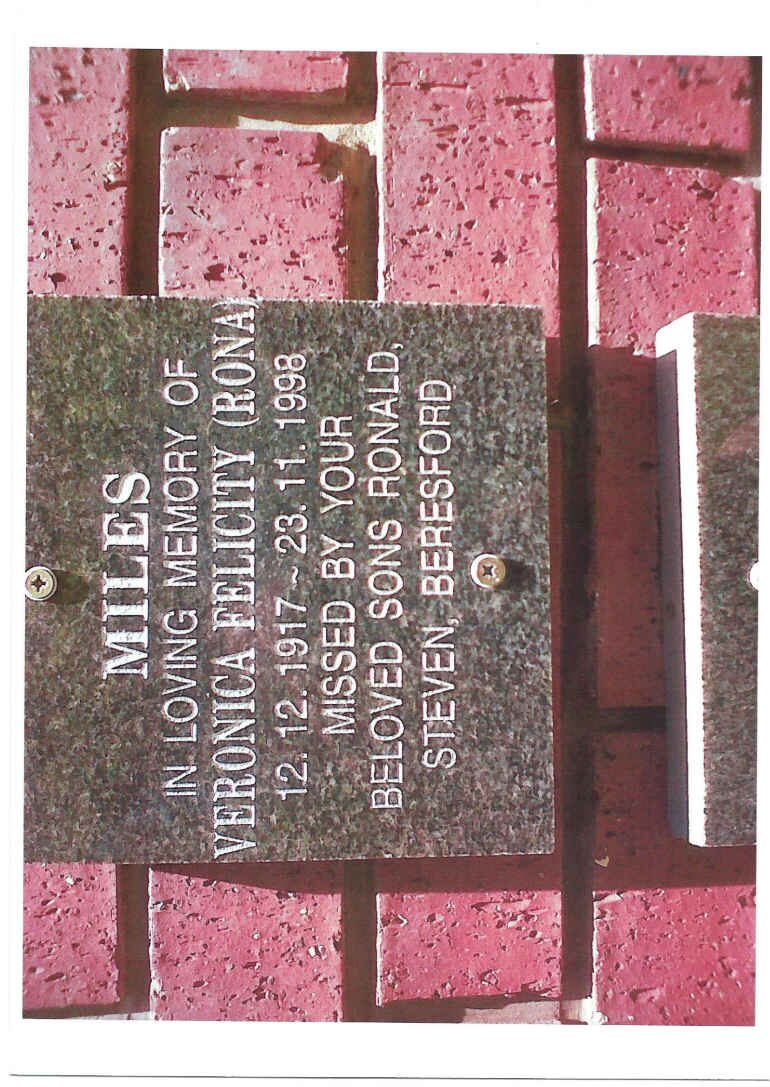 MILES
IN LOVING MEMORY OF
VERONICA FELICITY (RONA)
12. 12. 1917 ~ 23. 11. 1998
MISSED BY YOUR
BELOVED SONS RONALD,
STEVEN, BERESFORD